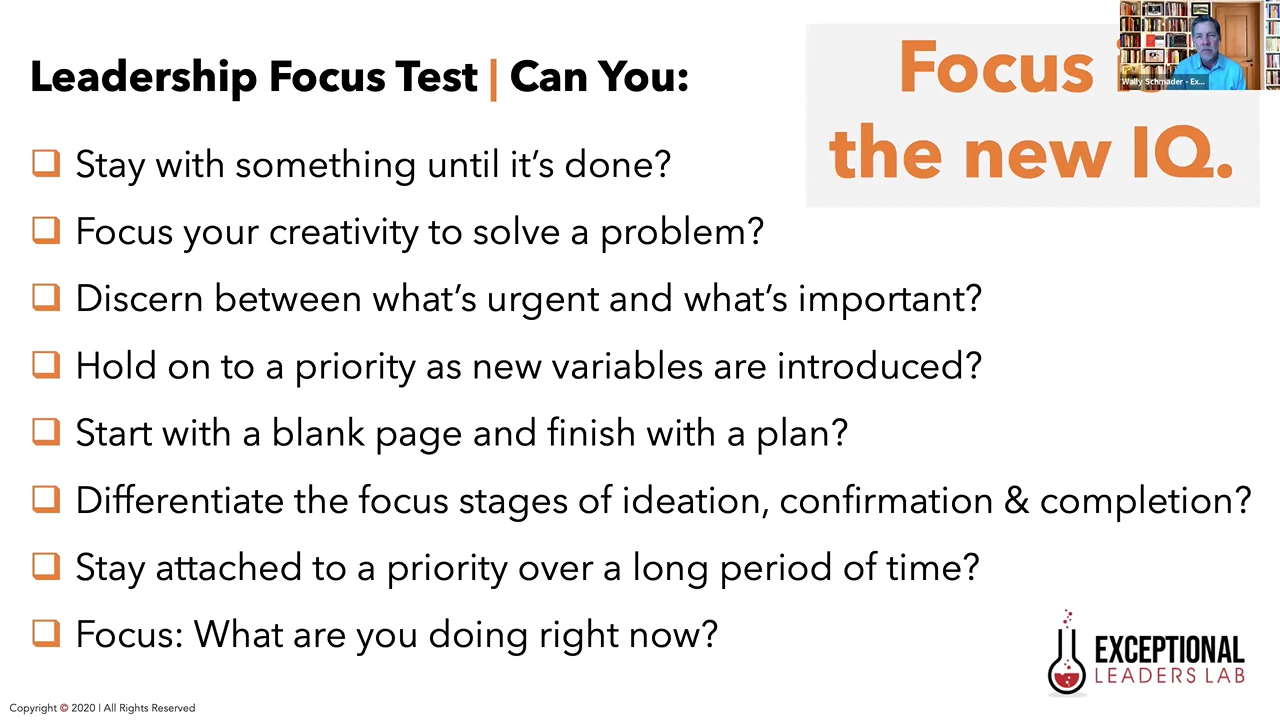 Leadership Focus Test | Can You:
Focus
the new IQ.
Wally Schmader - Ex...
Stay with something until it's done?
Focus your creativity to solve a problem?
Discern between what's urgent and what's important?
Hold on to a priority as new variables are introduced?
Start with a blank page and finish with a plan?
Differentiate the focus stages of ideation, confirmation & completion?
Stay attached to a priority over a long period of time?
Focus: What are you doing right now?
EXCEPTIONAL
LEADERS LAB
Copyright © 2020 | All Rights Reserved